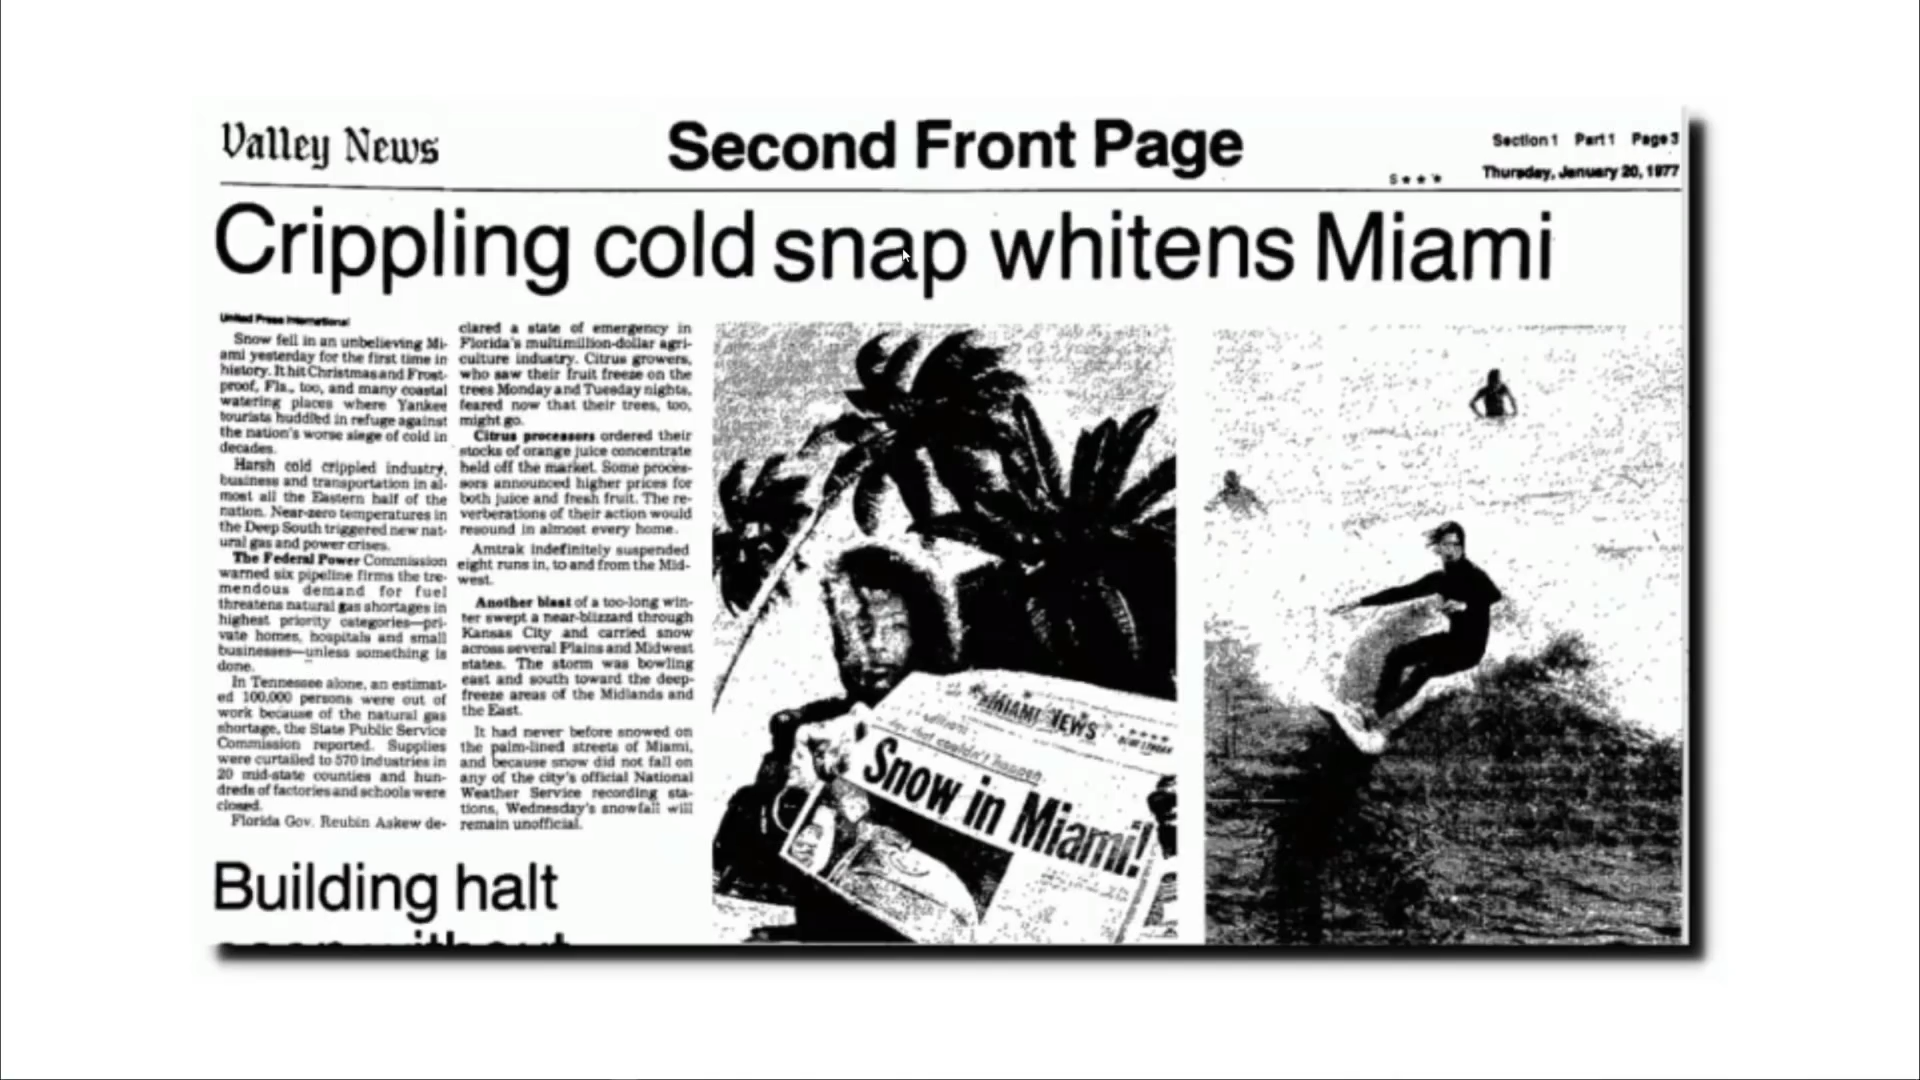 Valley News
Second Front Page
Section 1 Part 1 Page 3
S★★★
Thursday, January 20, 1977
Crippling cold snap whitens Miami
United Press International
Snow fell in an unbelieving Mi-
ami yesterday for the first time in
history. It hit Christmas and Frost-
proof, Fla., too, and many coastal
watering places where Yankee
tourists huddled in refuge against
the nation's worse siege of cold in
decades.
Harsh cold crippled industry,
business and transportation in al-
most all the Eastern half of the
nation. Near-zero temperatures in
the Deep South triggered new nat-
ural gas and power crises.
The Federal Power Commission
warned six pipeline firms the tre-
mendous demand for fuel
threatens natural gas shortages in
highest priority categories—pri-
vate homes, hospitals and small
businesses—unless something is
done.
In Tennessee alone, an estimat-
ed 100,000 persons were out of
work because of the natural gas
shortage, the State Public Service
Commission reported. Supplies
were curtailed to 570 industries in
20 mid-state counties and hun-
dreds of factories and schools were
closed.
Florida Gov. Reubin Askew de-
clared a state of emergency in
Florida's multimillion-dollar agri-
culture industry. Citrus growers,
who saw their fruit freeze on the
trees Monday and Tuesday nights,
feared now that their trees, too,
might go.
Citrus processors ordered their
stocks of orange juice concentrate
held off the market. Some proces-
sors announced higher prices for
both juice and fresh fruit. The re-
verberations of their action would
resound in almost every home.
Amtrak indefinitely suspended
eight runs in, to and from the Mid-
west.
Another blast of a too-long win-
ter swept a near-blizzard through
Kansas City and carried snow
across several Plains and Midwest
states. The storm was bowling
east and south toward the deep-
freeze areas of the Midlands and
the East.
It had never before snowed on
the palm-lined streets of Miami,
and because snow did not fall on
any of the city's official National
Weather Service recording sta-
tions, Wednesday's snowfall will
remain unofficial.
MIAMI NEWS
that couldn't happen
Snow in Miami!
Building halt